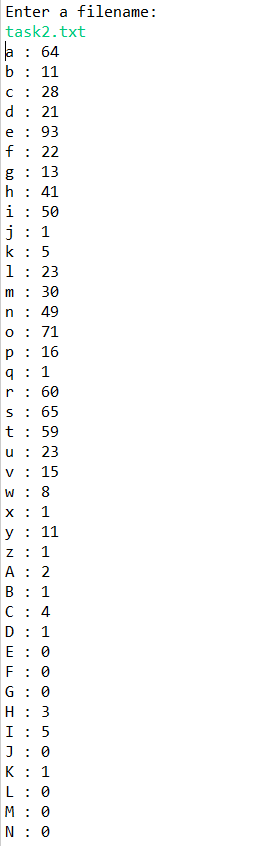 Enter a filename:
task2.txt
a : 64
b : 11
c : 28
d : 21
e : 93
f : 22
g : 13
h : 41
i : 50
j : 1
k : 5
l : 23
m : 30
n : 49
o : 71
p : 16
q : 1
r : 60
s : 65
t : 59
u : 23
v : 15
w : 8
x : 1
y : 11
z : 1
A : 2
B : 1
C : 4
D : 1
E : 0
F : 0
G : 0
H : 3
I : 5
J : 0
K : 1
L : 0
M : 0
N : 0